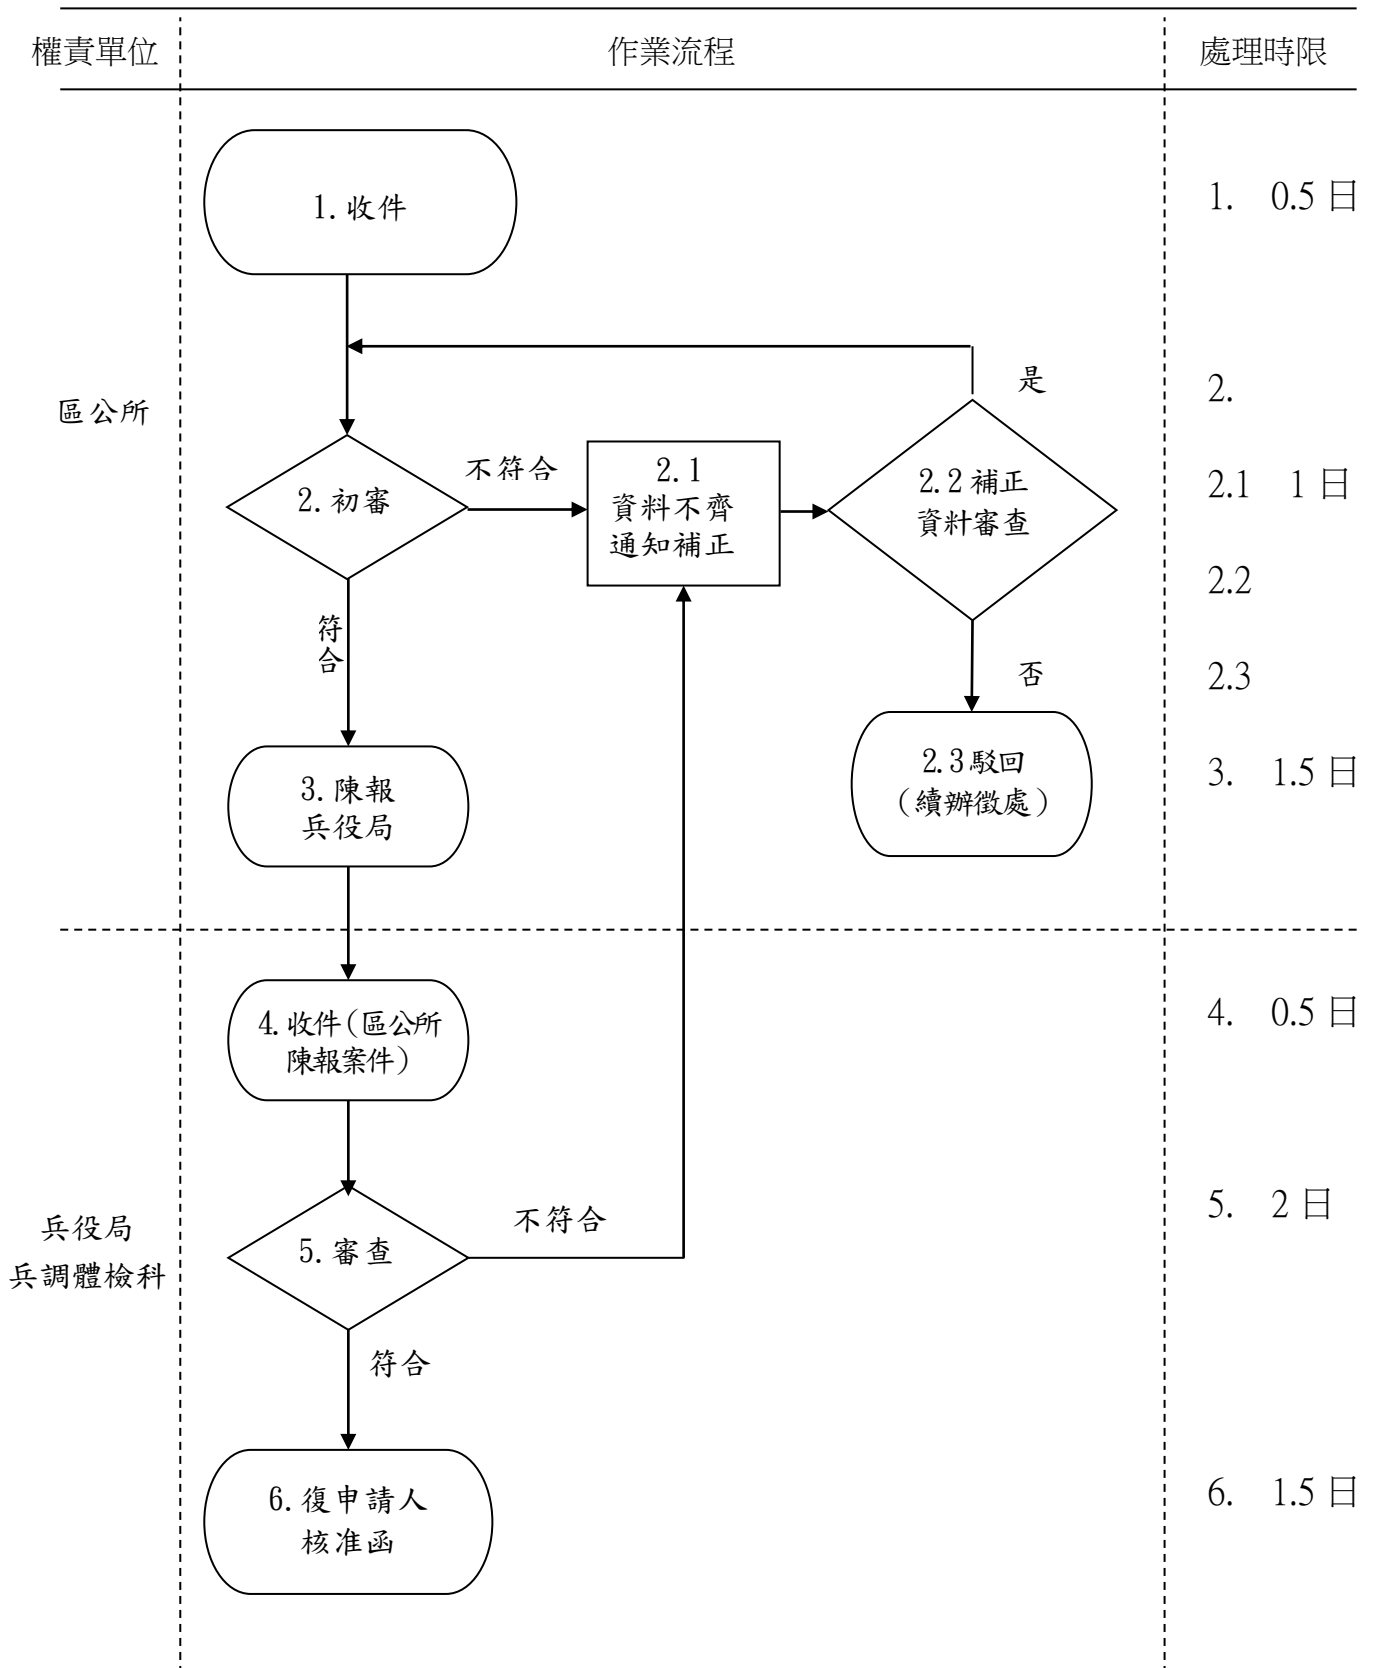 權責單位
作業流程
處理時限
1.收件
1. 0.5 日
是
區公所
2.
2.初審
不符合
2.1
資料不齊
通知補正
2.2補正
資料審查
2.1 1 日
2.2
符
合
否
2.3
3.陳報
兵役局
2.3駁回
(續辦徵處)
3. 1.5 日
4.收件(區公所
陳報案件)
4. 0.5 日
兵役局
兵調體檢科
5.審查
不符合
5. 2 日
符合
6.復申請人
核准函
6. 1.5 日